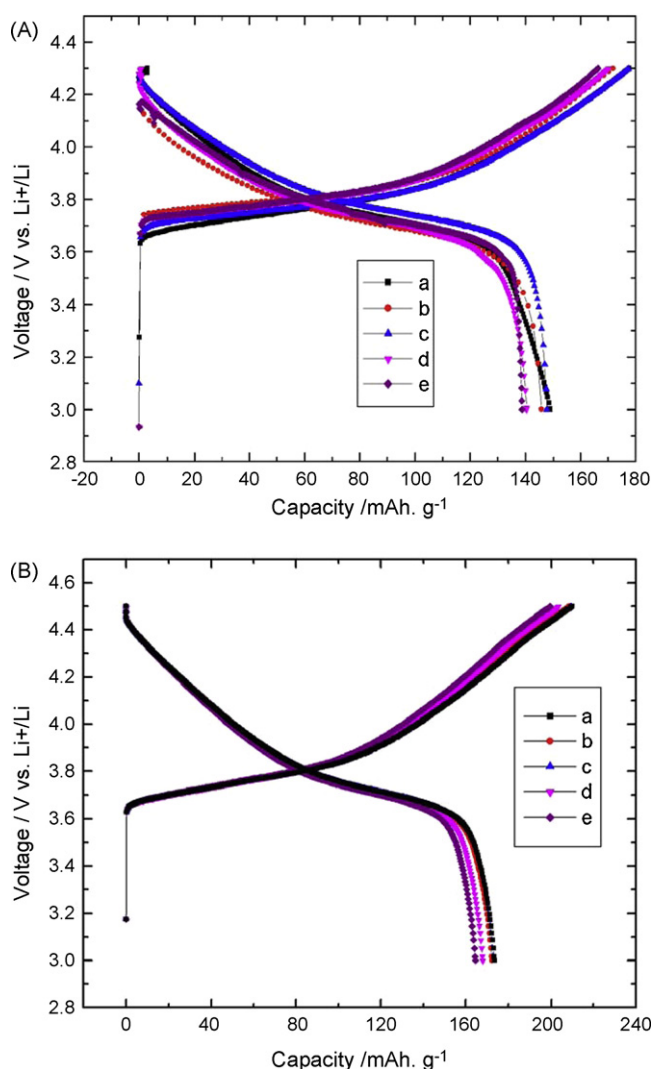 (A)
4.4
4.2
4.0
3.8
3.6
3.4
3.2
3.0
2.8
Voltage / V vs. Li+/Li
a
b
c
d
e
-20 0 20 40 60 80 100 120 140 160 180
Capacity /mAh. g-1
(B)
4.6
4.4
4.2
4.0
3.8
3.6
3.4
3.2
3.0
2.8
Voltage / V vs. Li+/Li
a
b
c
d
e
0 40 80 120 160 200 240
Capacity /mAh. g-1